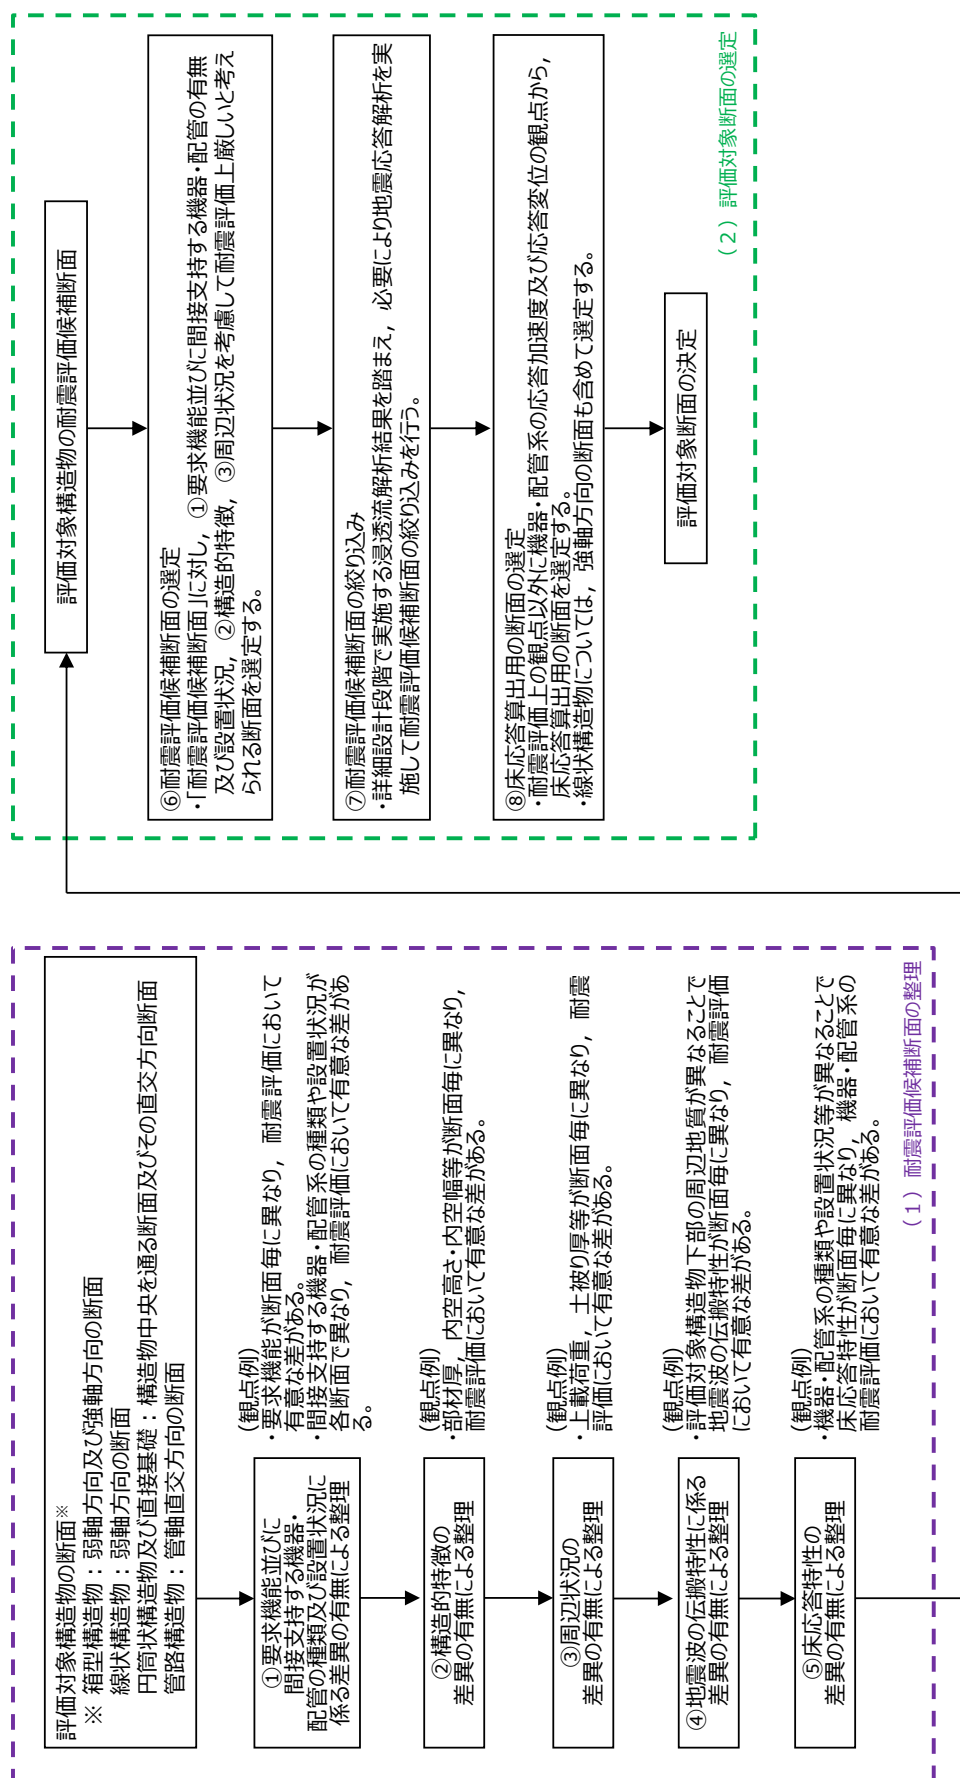 評価対象構造物の断面※
※ 箱型構造物：弱軸方向及び強軸方向の断面
線状構造物：弱軸方向の断面
円筒状構造物及び直接基礎：構造物中央を通る断面及びその直交方向断面
管路構造物：管軸直交方向の断面
①要求機能並びに
間接支持する機器・
配管の種類及び設置状況に
係る差異の有無による整理
(観点例)
・要求機能が断面毎に異なり，耐震評価において
有意な差がある。
・間接支持する機器・配管系の種類や設置状況が
各断面で異なり，耐震評価において有意な差があ
る。
②構造的特徴の
差異の有無による整理
(観点例)
・部材厚，内空高さ・内空幅等が断面毎に異なり，
耐震評価において有意な差がある。
③周辺状況の
差異の有無による整理
(観点例)
・上載荷重，土被り厚等が断面毎に異なり，耐震
評価において有意な差がある。
④地震波の伝搬特性に係る
差異の有無による整理
(観点例)
・評価対象構造物下部の周辺地質が異なることで
地震波の伝搬特性が断面毎に異なり，耐震評価
において有意な差がある。
⑤床応答特性の
差異の有無による整理
(観点例)
・機器・配管系の種類や設置状況等が異なることで
床応答特性が断面毎に異なり，機器・配管系の
耐震評価において有意な差がある。
（１）耐震評価候補断面の整理
評価対象構造物の耐震評価候補断面
⑥耐震評価候補断面の選定
・「耐震評価候補断面」に対し，①要求機能並びに間接支持する機器・配管の有無
及び設置状況，②構造的特徴，③周辺状況を考慮して耐震評価上厳しいと考え
られる断面を選定する。
⑦耐震評価候補断面の絞り込み
・詳細設計段階で実施する浸透流解析結果を踏まえ，必要により地震応答解析を実
施して耐震評価候補断面の絞り込みを行う。
⑧床応答算出用の断面の選定
・耐震評価上の観点以外に機器・配管系の応答加速度及び応答変位の観点から，
床応答算出用の断面を選定する。
・線状構造物については，強軸方向の断面も含めて選定する。
評価対象断面の決定
（２）評価対象断面の選定